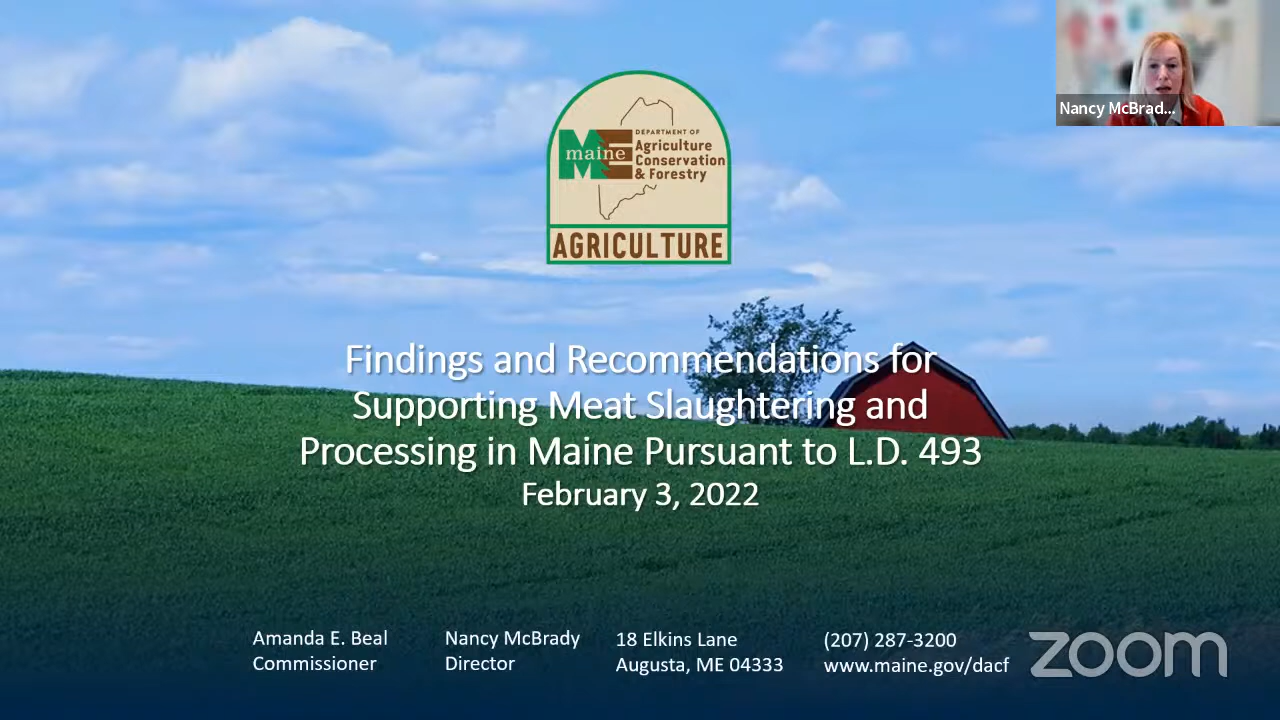 Nancy McBrad...
DEPARTMENT OF
maine
Agriculture
Conservation
& Forestry
AGRICULTURE
Findings and Recommendations for
Supporting Meat Slaughtering and
Processing in Maine Pursuant to L.D. 493
February 3, 2022
Amanda E. Beal
Commissioner
Nancy McBrady
Director
18 Elkins Lane
Augusta, ME 04333
(207) 287-3200
www.maine.gov/dacf
zoom